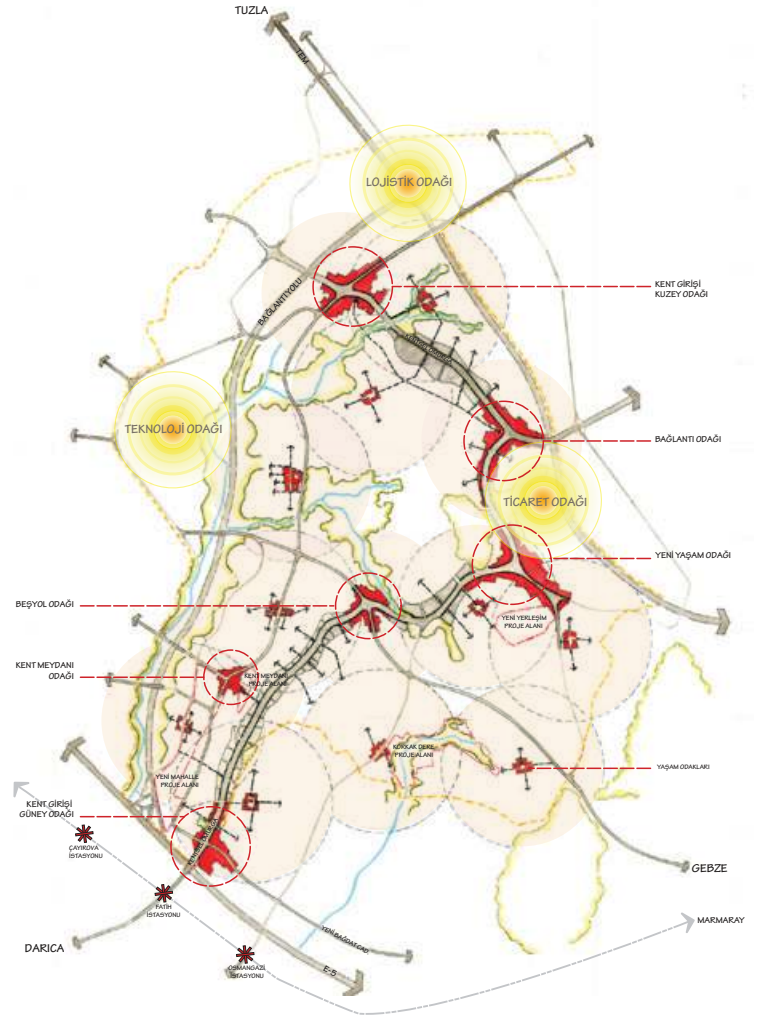 TUZLA
TEM
LOJİSTİK ODAĞI
KENT GİRİŞİ
KUZEY ODAĞI
BAĞLANTIYOLU
TEKNOLOJİ ODAĞI
BAĞLANTI ODAĞI
TİCARET ODAĞI
YENİ YAŞAM ODAĞI
BEŞYOL ODAĞI
YENİ YERLEŞİM
PROJE ALANI
KENT MEYDANI
ODAĞI
KENT MEYDANI
PROJE ALANI
KORKAK DERE
PROJE ALANI
YAŞAM ODAKLARI
YENİ MAHALLE
PROJE ALANI
KENT GİRİŞİ
GÜNEY ODAĞI
ÇAYIROVA
İSTASYONU
GEBZE
FATİH
İSTASYONU
MARMARAY
DARICA
YENİ BAĞDAT CAD
OSMANGAZİ
İSTASYONU
E-5